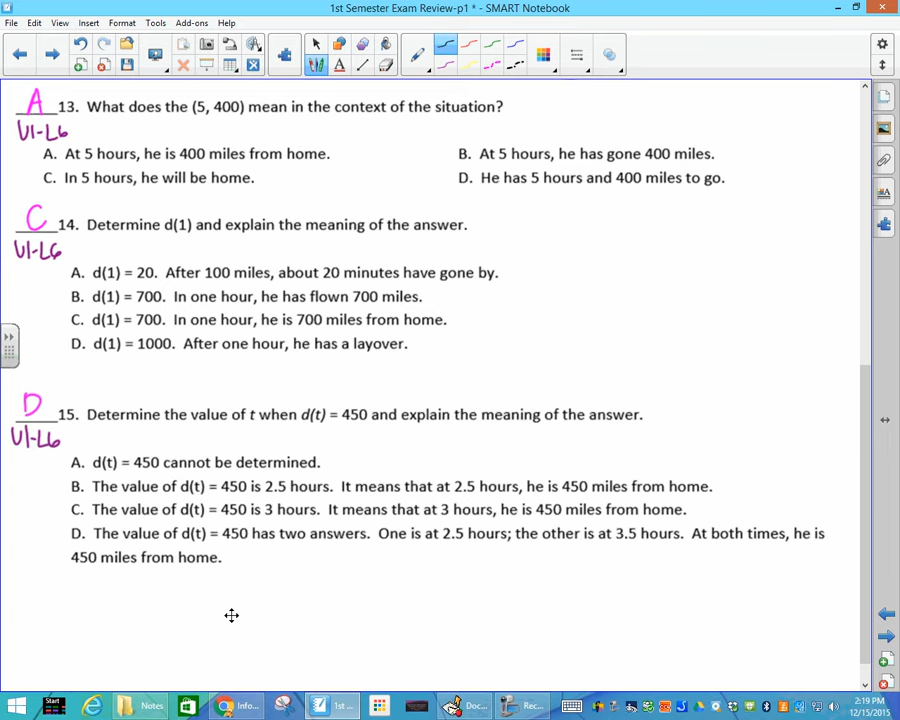 1st Semester Exam Review-p1 * - SMART Notebook
File Edit View Insert Format Tools Add-ons Help
A 13. What does the (5, 400) mean in the context of the situation?
U1-L6
A. At 5 hours, he is 400 miles from home. B. At 5 hours, he has gone 400 miles.
C. In 5 hours, he will be home. D. He has 5 hours and 400 miles to go.
C 14. Determine d(1) and explain the meaning of the answer.
U1-L6
A. d(1) = 20. After 100 miles, about 20 minutes have gone by.
B. d(1) = 700. In one hour, he has flown 700 miles.
C. d(1) = 700. In one hour, he is 700 miles from home.
D. d(1) = 1000. After one hour, he has a layover.
D 15. Determine the value of t when d(t) = 450 and explain the meaning of the answer.
U1-L6
A. d(t) = 450 cannot be determined.
B. The value of d(t) = 450 is 2.5 hours. It means that at 2.5 hours, he is 450 miles from home.
C. The value of d(t) = 450 is 3 hours. It means that at 3 hours, he is 450 miles from home.
D. The value of d(t) = 450 has two answers. One is at 2.5 hours; the other is at 3.5 hours. At both times, he is
450 miles from home.
Start Notes Info... 1st ... Doc... Rec... 2:19 PM
12/15/2015